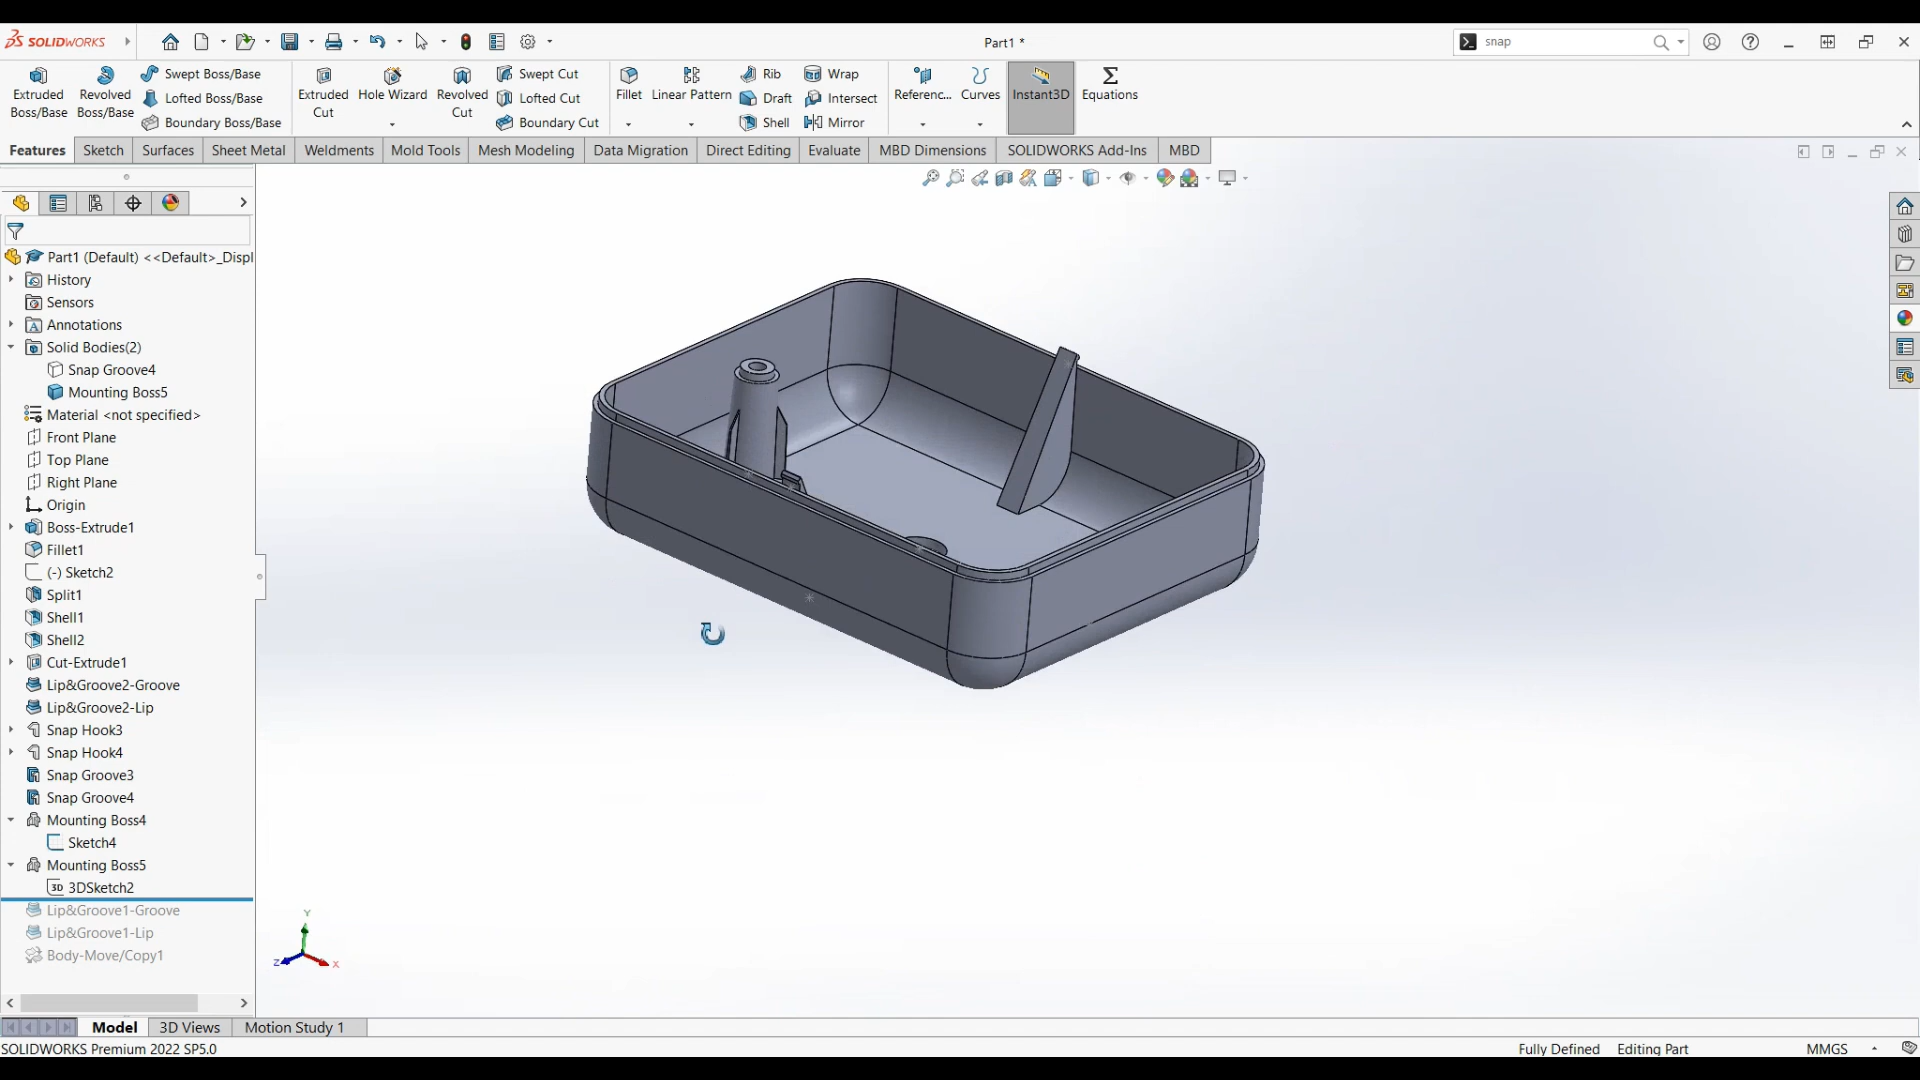 SOLIDWORKS
Part1 *
snap
Extruded Boss/Base
Revolved Boss/Base
Swept Boss/Base
Lofted Boss/Base
Boundary Boss/Base
Extruded Cut
Hole Wizard
Revolved Cut
Swept Cut
Lofted Cut
Boundary Cut
Fillet
Linear Pattern
Rib
Draft
Shell
Wrap
Intersect
Mirror
Referenc...
Curves
Instant3D
Equations
Features
Sketch
Surfaces
Sheet Metal
Weldments
Mold Tools
Mesh Modeling
Data Migration
Direct Editing
Evaluate
MBD Dimensions
SOLIDWORKS Add-Ins
MBD
Part1 (Default) <<Default>_Displ
History
Sensors
Annotations
Solid Bodies(2)
Snap Groove4
Mounting Boss5
Material <not specified>
Front Plane
Top Plane
Right Plane
Origin
Boss-Extrude1
Fillet1
(-) Sketch2
Split1
Shell1
Shell2
Cut-Extrude1
Lip&Groove2-Groove
Lip&Groove2-Lip
Snap Hook3
Snap Hook4
Snap Groove3
Snap Groove4
Mounting Boss4
Sketch4
Mounting Boss5
3D 3DSketch2
Lip&Groove1-Groove
Lip&Groove1-Lip
Body-Move/Copy1
Y
Z
X
Model
3D Views
Motion Study 1
SOLIDWORKS Premium 2022 SP5.0
Fully Defined
Editing Part
MMGS